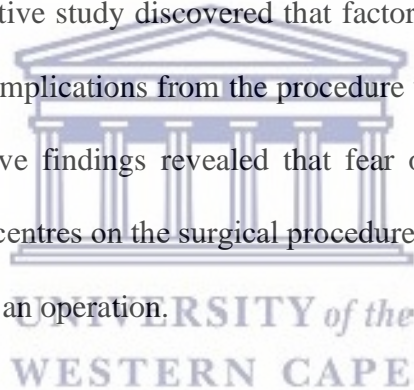 tive study discovered that factor
mplications from the procedure
ve findings revealed that fear
centres on the surgical procedure
an operation.
UNIVERSITY of the
WESTERN CAPE